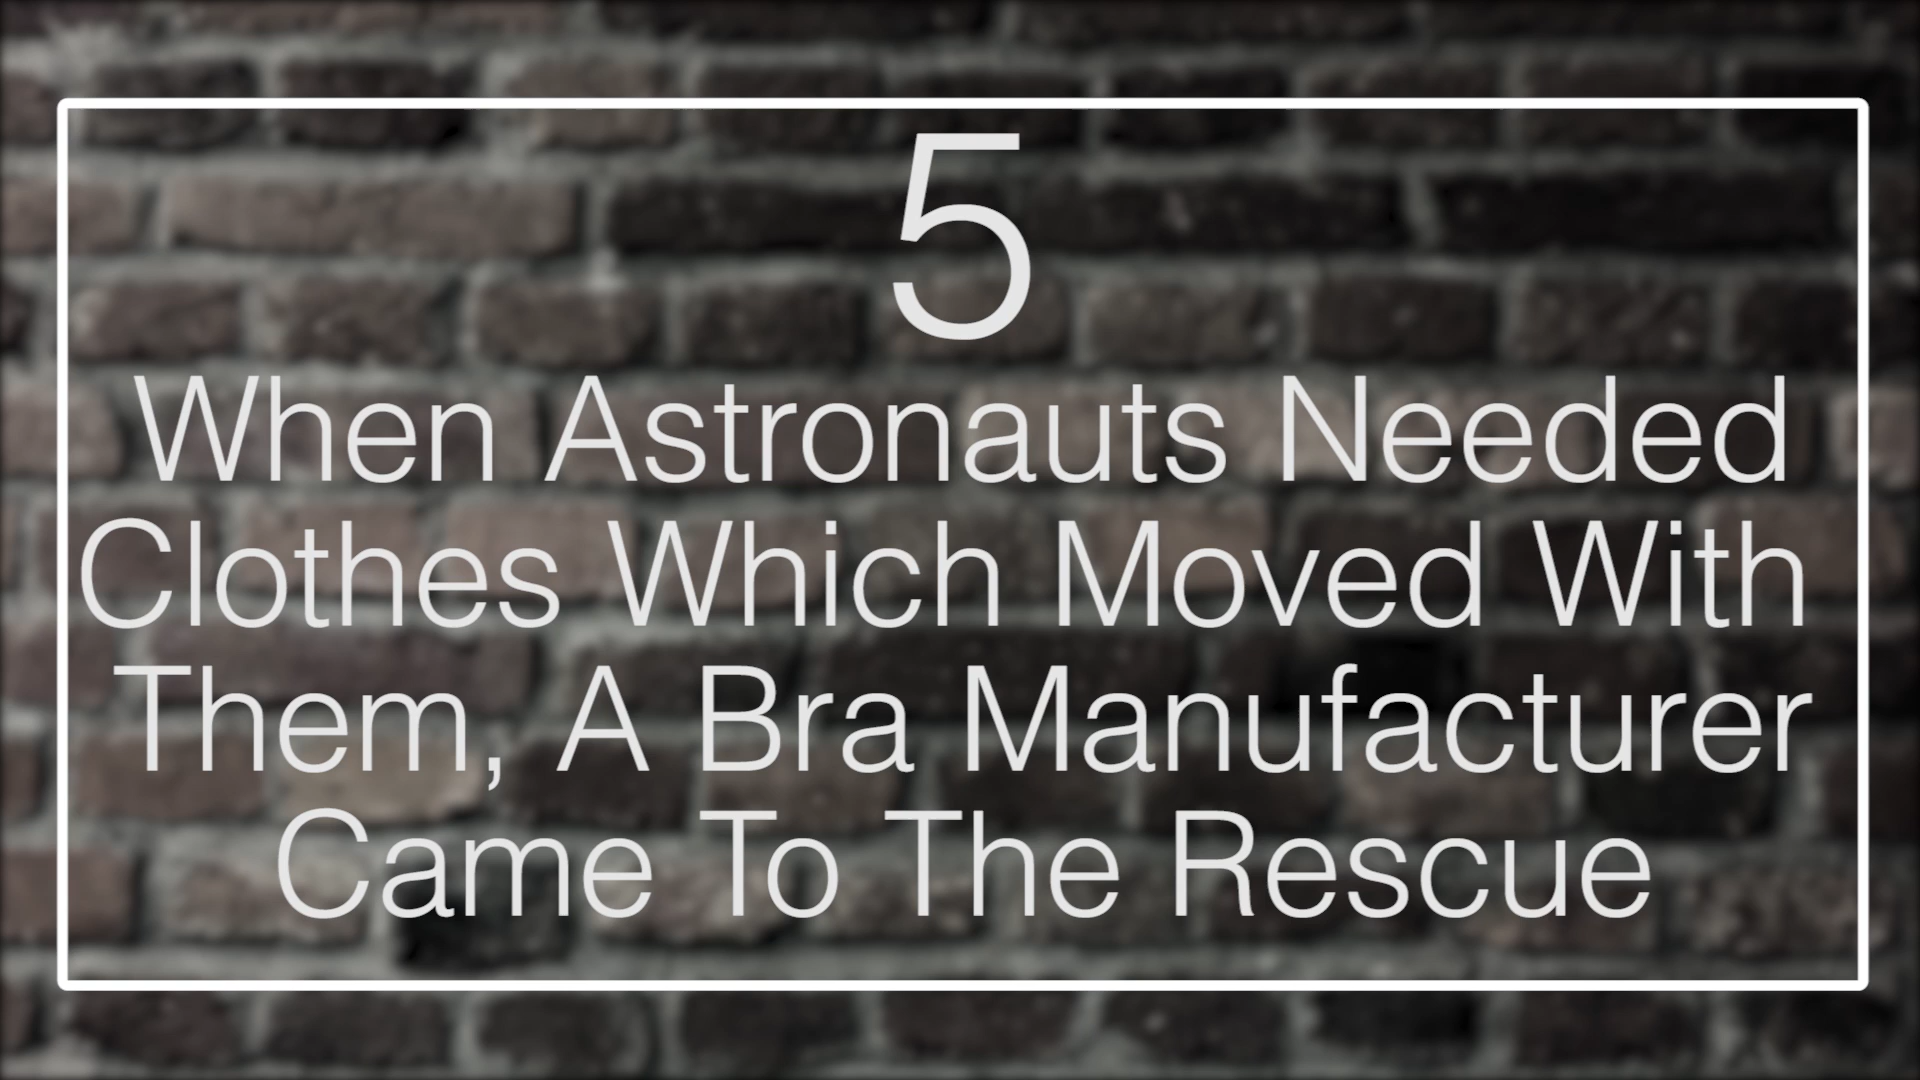 5
When Astronauts Needed
Clothes Which Moved With
Them, A Bra Manufacturer
Came To The Rescue